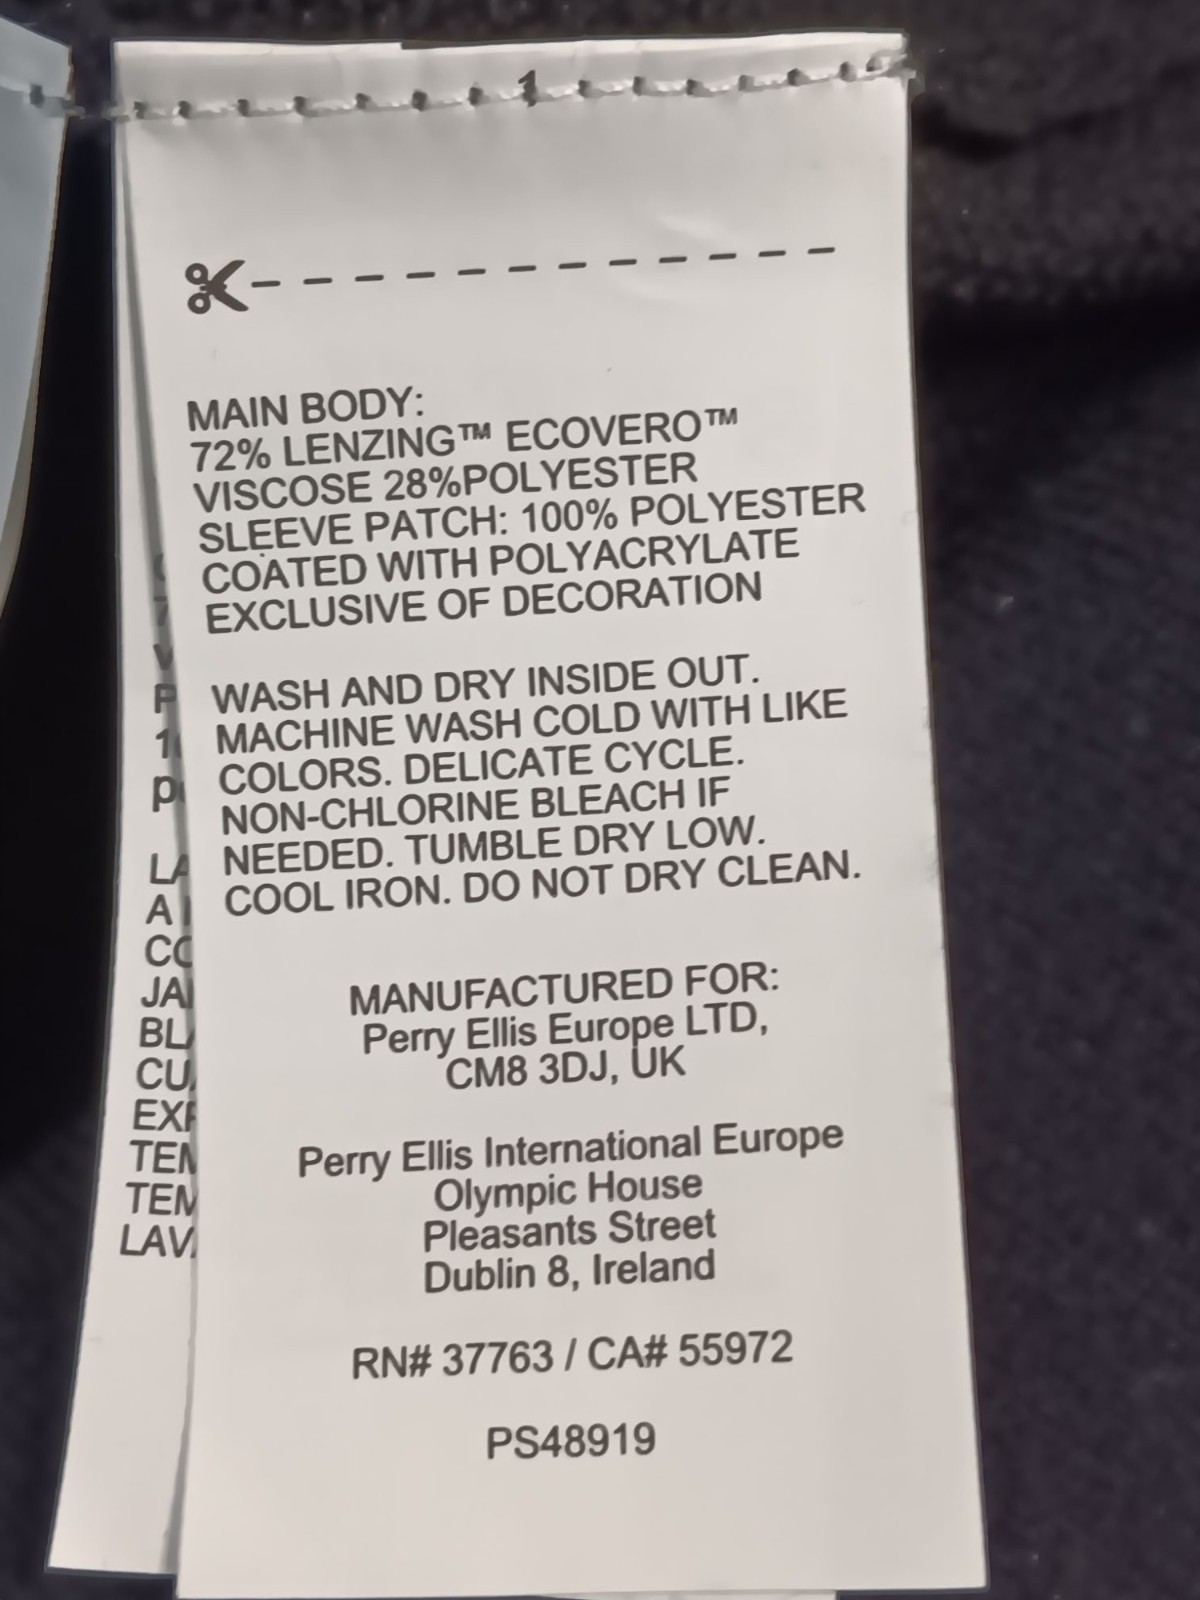 1
MAIN BODY:
72% LENZING™ ECOVERO™
VISCOSE 28%POLYESTER
SLEEVE PATCH: 100% POLYESTER
COATED WITH POLYACRYLATE
EXCLUSIVE OF DECORATION
WASH AND DRY INSIDE OUT.
MACHINE WASH COLD WITH LIKE
COLORS. DELICATE CYCLE.
NON-CHLORINE BLEACH IF
NEEDED. TUMBLE DRY LOW.
COOL IRON. DO NOT DRY CLEAN.
MANUFACTURED FOR:
Perry Ellis Europe LTD,
CM8 3DJ, UK
Perry Ellis International Europe
Olympic House
Pleasants Street
Dublin 8, Ireland
RN# 37763 / CA# 55972
PS48919